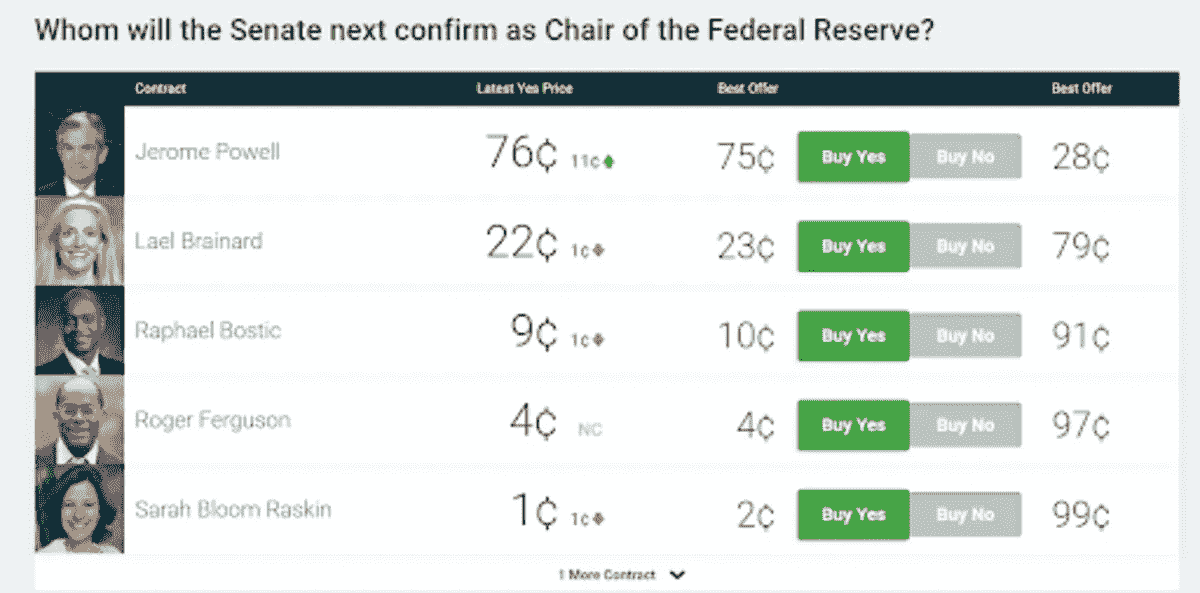 Whom will the Senate next confirm as Chair of the Federal Reserve?
Contract Latest Yes Price Best Offer Best Offer
Jerome Powell 76¢ 11¢ 75¢ Buy Yes Buy No 28¢
Lael Brainard 22¢ 1¢ 23¢ Buy Yes Buy No 79¢
Raphael Bostic 9¢ 1¢ 10¢ Buy Yes Buy No 91¢
Roger Ferguson 4¢ NC 4¢ Buy Yes Buy No 97¢
Sarah Bloom Raskin 1¢ 1¢ 2¢ Buy Yes Buy No 99¢
1 More Contract